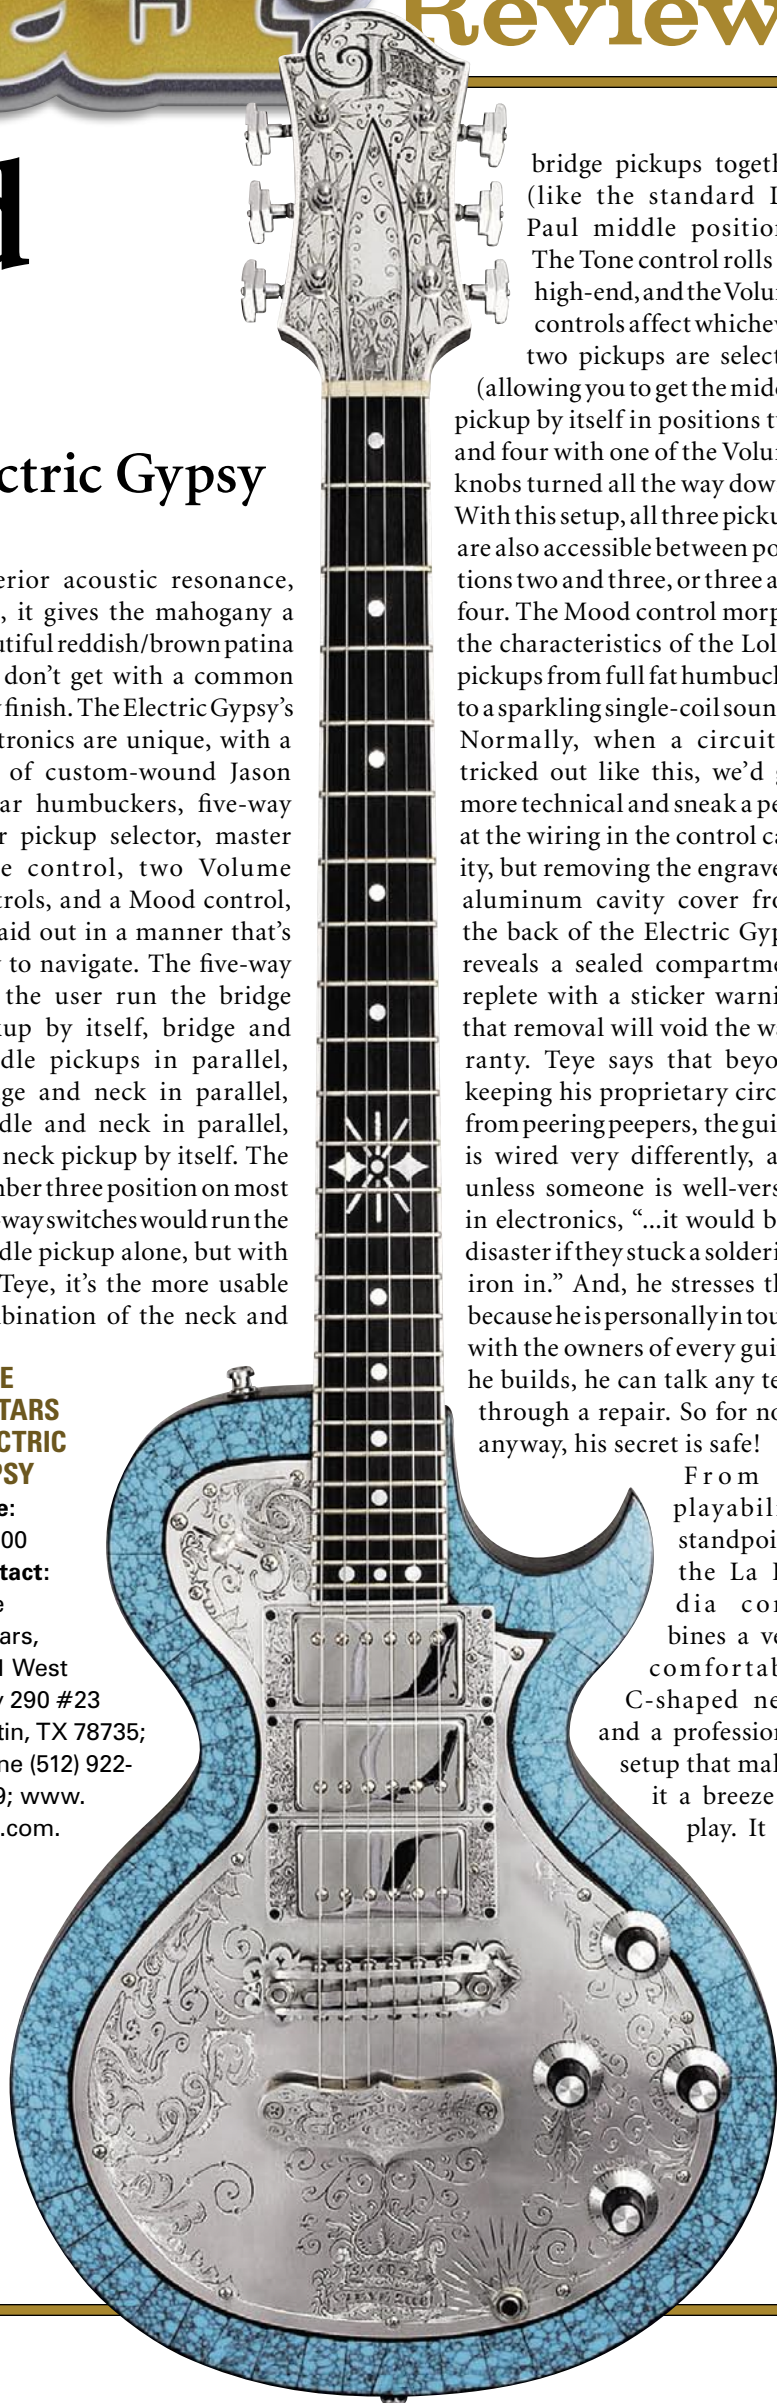 Review
d
ctric Gypsy
erior acoustic resonance,
, it gives the mahogany a
utiful reddish/brown patina
don't get with a common
y finish. The Electric Gypsy's
tronics are unique, with a
of custom-wound Jason
ar humbuckers, five-way
r pickup selector, master
e control, two Volume
trols, and a Mood control,
aid out in a manner that's
y to navigate. The five-way
the user run the bridge
kup by itself, bridge and
dle pickups in parallel,
ge and neck in parallel,
dle and neck in parallel,
neck pickup by itself. The
nber three position on most
-way switches would run the
dle pickup alone, but with
Teye, it's the more usable
bination of the neck and
E
TARS
CTRIC
PSY
e:
00
tact:
e
ars,
1 West
y 290 #23
tin, TX 78735;
ne (512) 922-
9; www.
.com.
bridge pickups togeth
(like the standard L
Paul middle position
The Tone control rolls
high-end, and the Volu
controls affect whichev
two pickups are select
(allowing you to get the midd
pickup by itself in positions tw
and four with one of the Volu
knobs turned all the way dow
With this setup, all three picku
are also accessible between po
tions two and three, or three a
four. The Mood control morp
the characteristics of the Loll
pickups from full fat humbuck
to a sparkling single-coil soun
Normally, when a circuit
tricked out like this, we'd g
more technical and sneak a pe
at the wiring in the control ca
ity, but removing the engrave
aluminum cavity cover fro
the back of the Electric Gyp
reveals a sealed compartme
replete with a sticker warni
that removal will void the wa
ranty. Teye says that beyo
keeping his proprietary circ
from peering peepers, the gui
is wired very differently, a
unless someone is well-vers
in electronics, “...it would b
disaster if they stuck a solderi
iron in.” And, he stresses th
because he is personally in tou
with the owners of every gui
he builds, he can talk any te
through a repair. So for no
anyway, his secret is safe!
From
playabili
standpoi
the La I
dia con
bines a ve
comfortab
C-shaped ne
and a profession
setup that mak
it a breeze
play. It